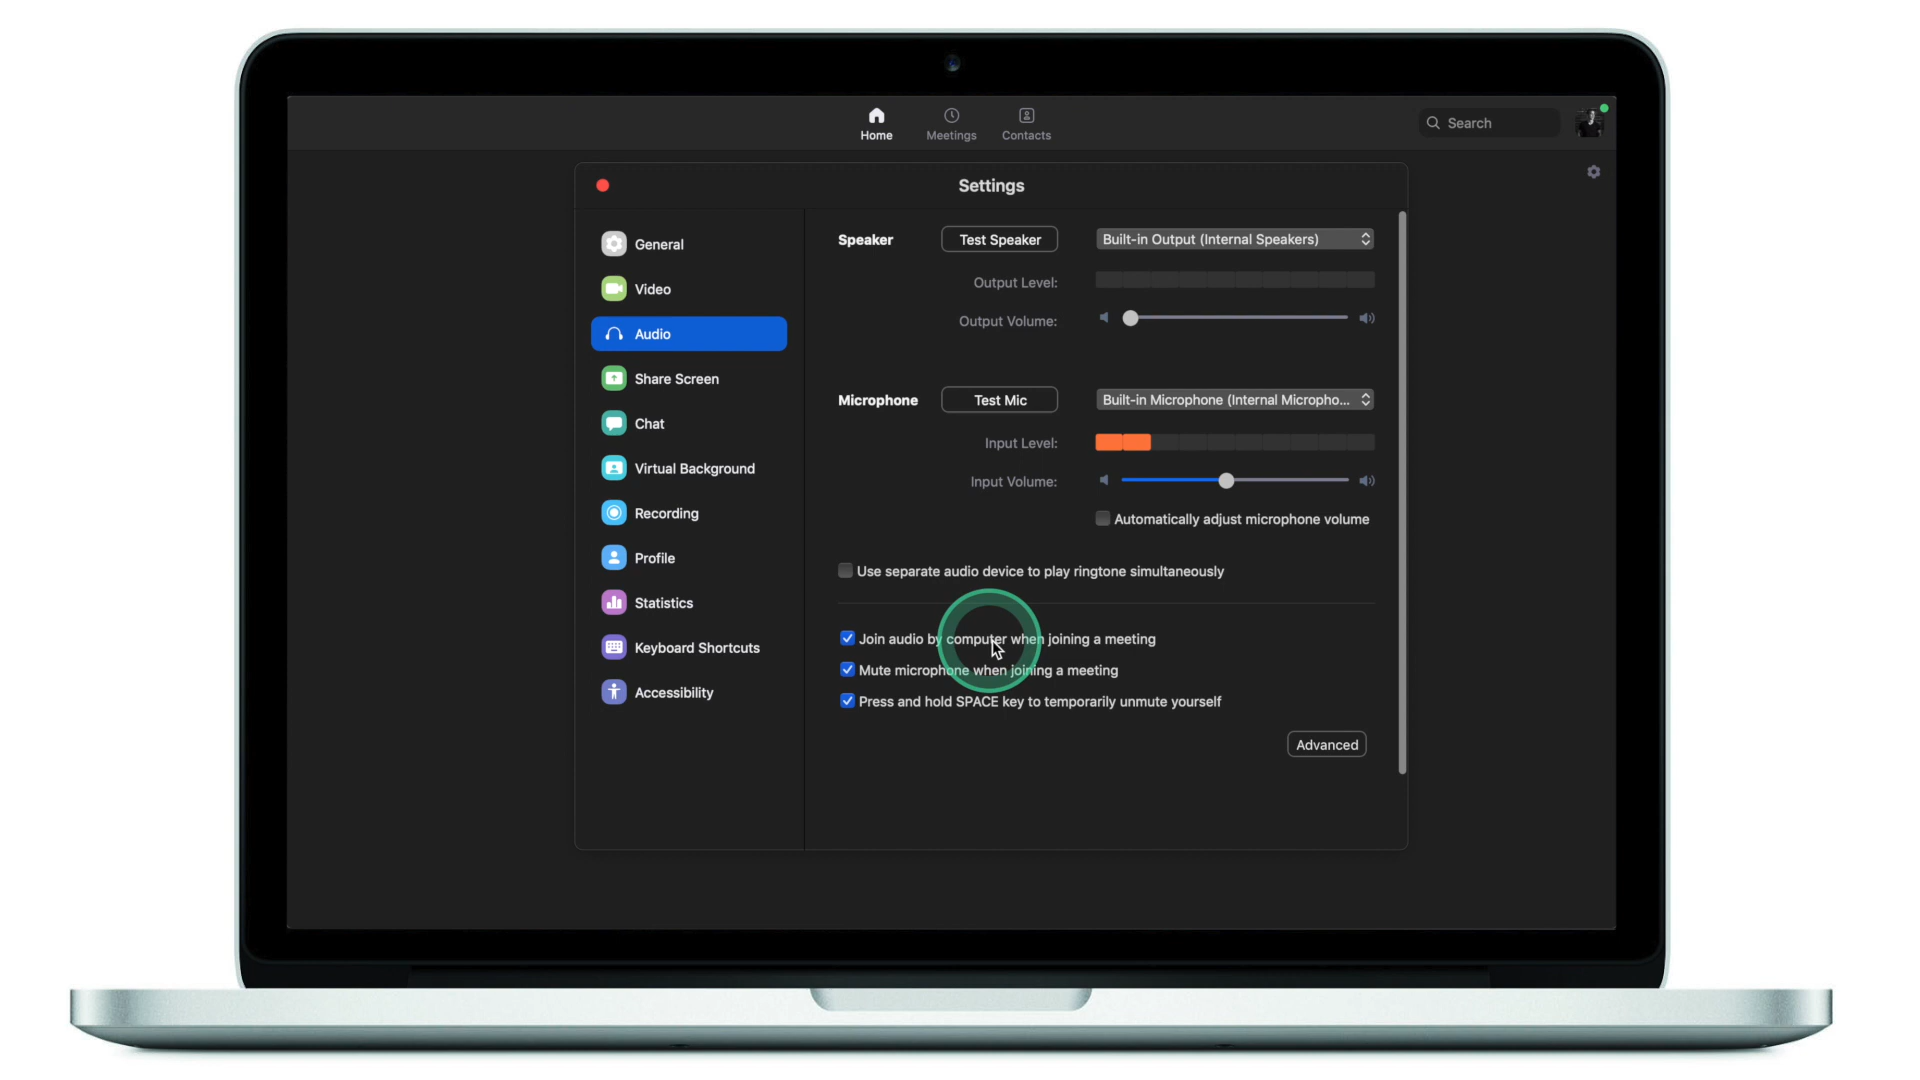 Home
Meetings
Contacts
Search
Settings
General
Video
Audio
Share Screen
Chat
Virtual Background
Recording
Profile
Statistics
Keyboard Shortcuts
Accessibility
Speaker
Test Speaker
Built-in Output (Internal Speakers)
Output Level:
Output Volume:
Microphone
Test Mic
Built-in Microphone (Internal Micropho...
Input Level:
Input Volume:
Automatically adjust microphone volume
Use separate audio device to play ringtone simultaneously
Join audio by computer when joining a meeting
Mute microphone when joining a meeting
Press and hold SPACE key to temporarily unmute yourself
Advanced